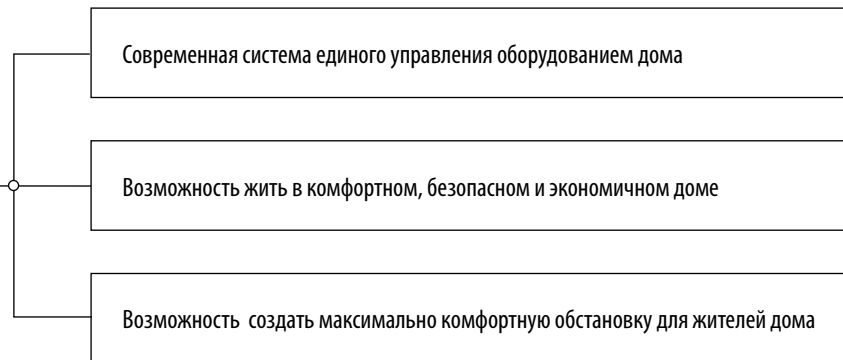 Современная система единого управления оборудованием дома
Возможность жить в комфортном, безопасном и экономичном доме
Возможность создать максимально комфортную обстановку для жителей дома